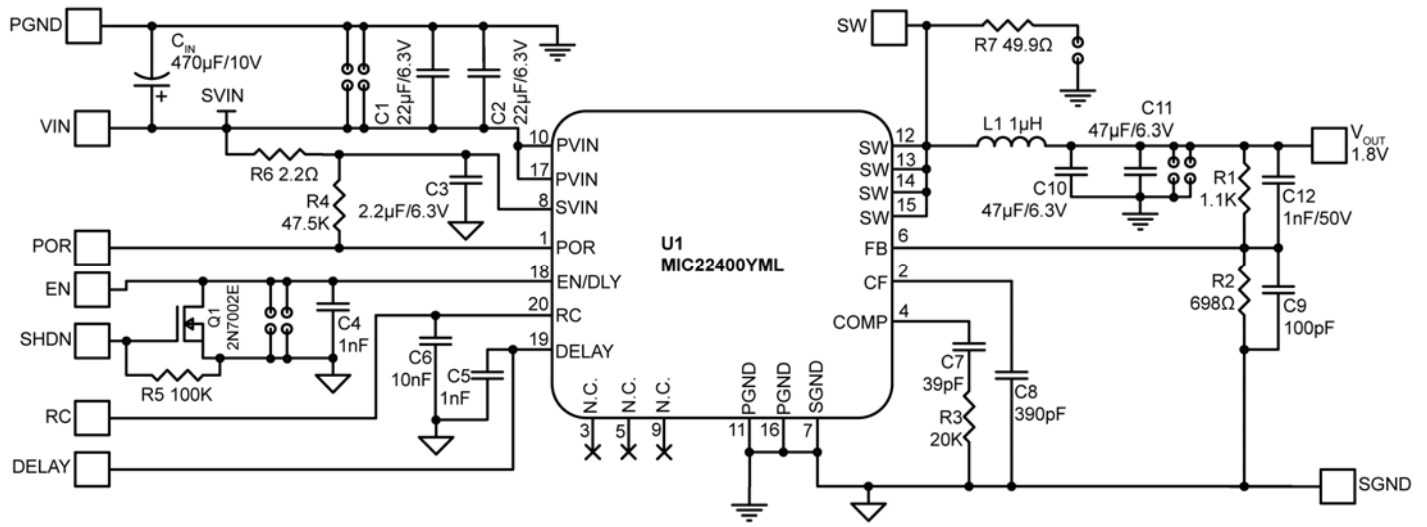 PGND
C_IN
470µF/10V
SVIN
VIN
C1
22µF/6.3V
C2
22µF/6.3V
R6 2.2Ω
R4
47.5K
C3
2.2µF/6.3V
POR
EN
SHDN
Q1
2N7002E
R5 100K
C4
1nF
RC
DELAY
C6
10nF
C5
1nF
10
PVIN
17
PVIN
8
SVIN
1
POR
18
EN/DLY
20
RC
19
DELAY
U1
MIC22400YML
N.C.
N.C.
N.C.
3
5
9
PGND
PGND
SGND
11
16
7
12
SW
13
SW
14
SW
15
SW
6
FB
2
CF
4
COMP
SW
R7 49.9Ω
L1 1µH
C11
47µF/6.3V
C10
47µF/6.3V
R1
1.1K
C12
1nF/50V
V_OUT
1.8V
R2
698Ω
C9
100pF
C7
39pF
R3
20K
C8
390pF
SGND